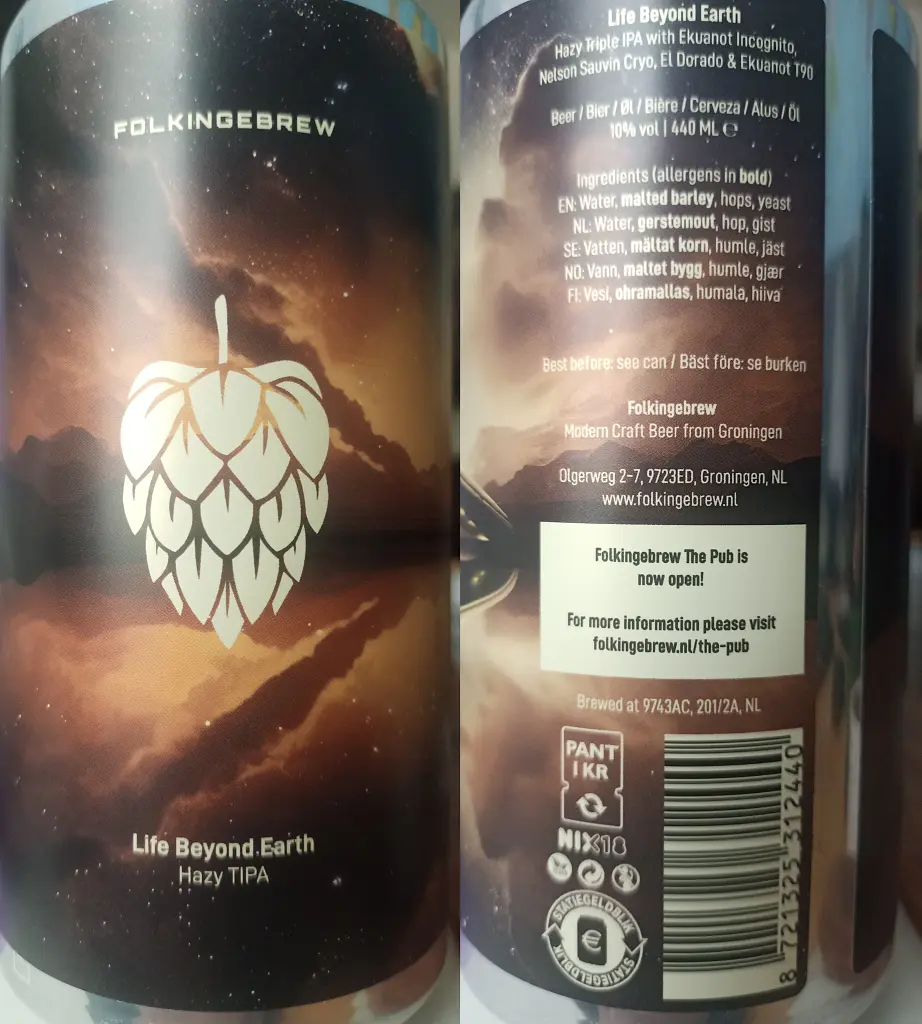 FOLKINGEBREW
Life Beyond Earth
Hazy TIPA
Life Beyond Earth
Hazy Triple IPA with Ekuanot Incognito,
Nelson Sauvin Cryo, El Dorado & Ekuanot T90
Beer / Bier / Øl / Bière / Cerveza / Alus / Öl
10% vol | 440 ML ℮
Ingredients (allergens in bold)
EN: Water, malted barley, hops, yeast
NL: Water, gerstemout, hop, gist
SE: Vatten, mältat korn, humle, jäst
NO: Vann, maltet bygg, humle, gjær
FI: Vesi, ohramallas, humala, hiiva
Best before: see can / Bäst före: se burken
Folkingebrew
Modern Craft Beer from Groningen
Olgerweg 2-7, 9723ED, Groningen, NL
www.folkingebrew.nl
Folkingebrew The Pub is
now open!
For more information please visit
folkingebrew.nl/the-pub
Brewed at 9743AC, 201/2A, NL
PANT
1 KR
NIX18
STATIEGELDBLIK
€
STATIEGELDBLIK
8 721325 312440